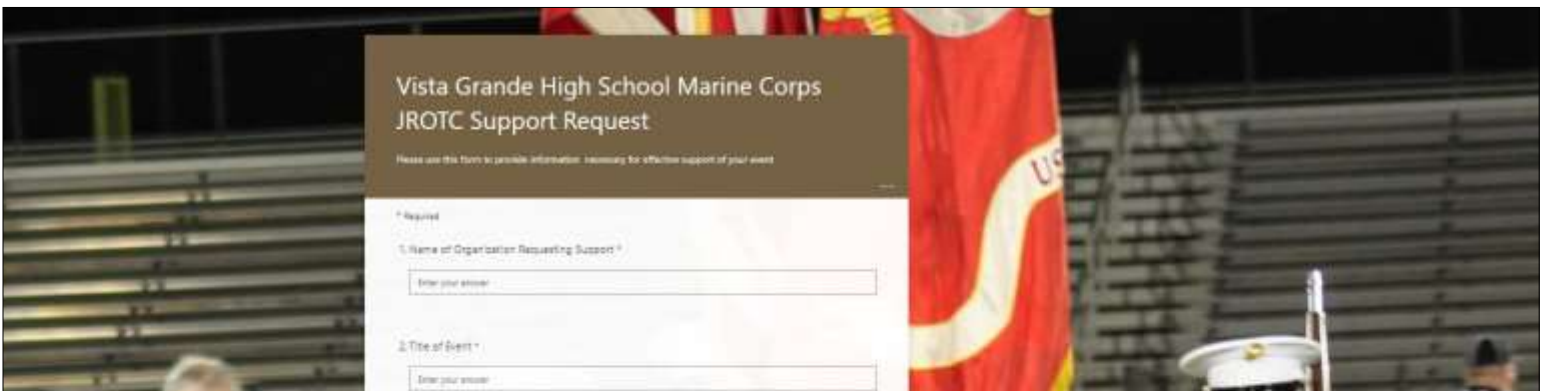 Vista Grande High School Marine Corps
JROTC Support Request
Please use this form to provide information necessary for effective support of your event
...
* Required
1. Name of Organization Requesting Support *
Enter your answer
2. Title of Event *
Enter your answer
US